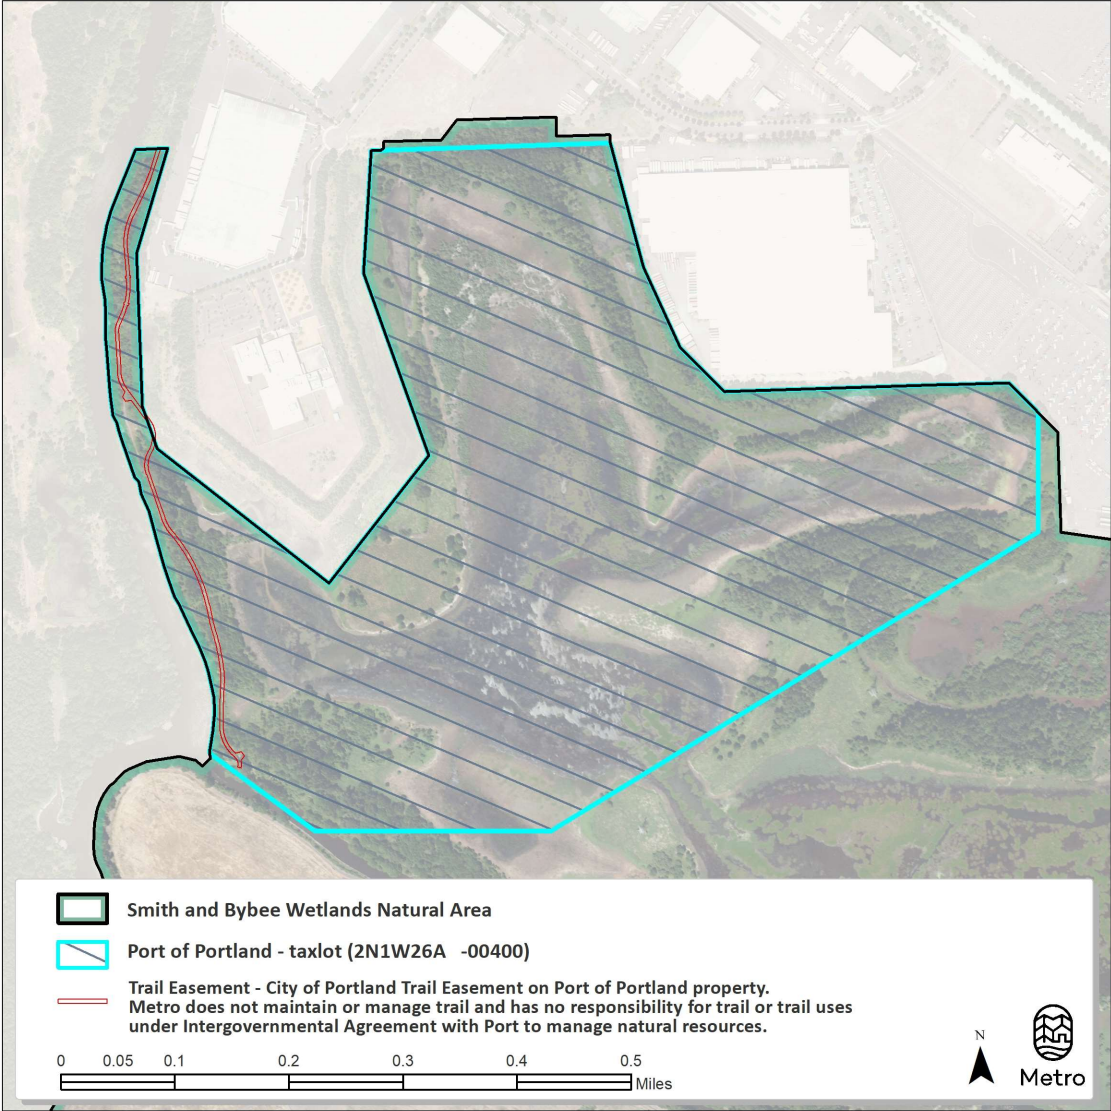 Smith and Bybee Wetlands Natural Area
Port of Portland - taxlot (2N1W26A   -00400)
Trail Easement - City of Portland Trail Easement on Port of Portland property.
Metro does not maintain or manage trail and has no responsibility for trail or trail uses
under Intergovernmental Agreement with Port to manage natural resources.
0 0.05 0.1 0.2 0.3 0.4 0.5
Miles
N
Metro